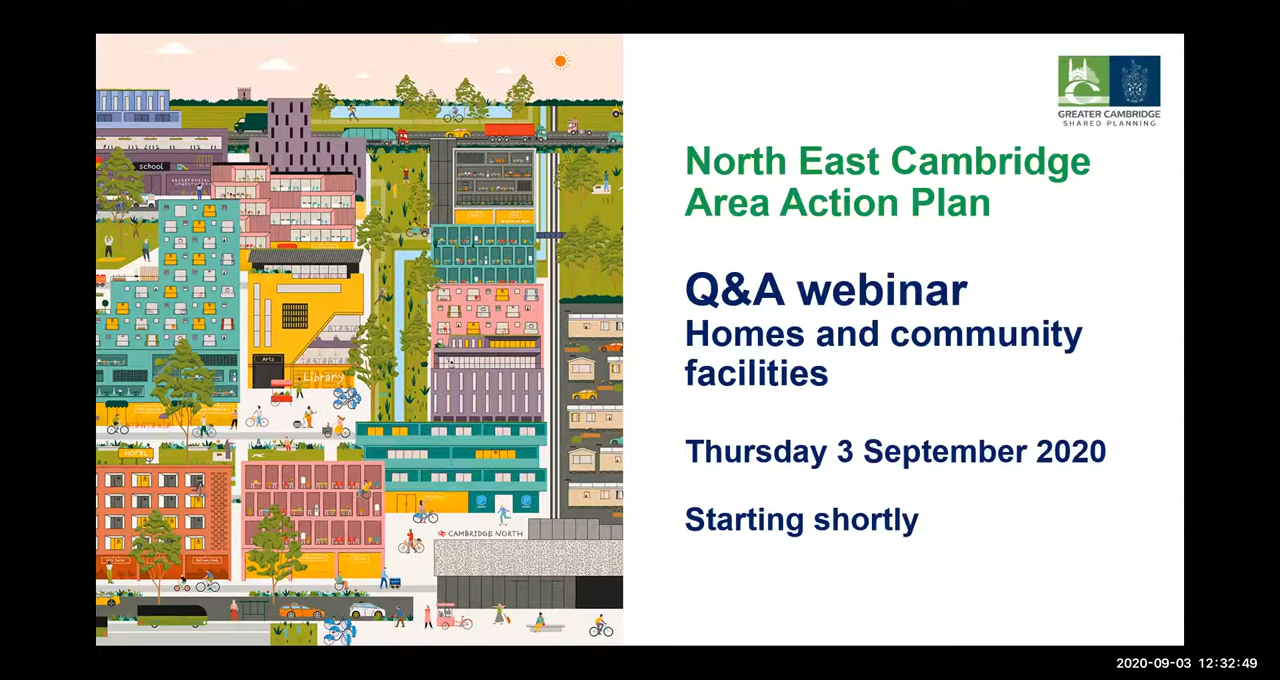 GREATER CAMBRIDGE
SHARED PLANNING
North East Cambridge
Area Action Plan
Q&A webinar
Homes and community
facilities
Thursday 3 September 2020
Starting shortly
school
Arts
Library
HOTEL
CAMBRIDGE NORTH
2020-09-03 12:32:49